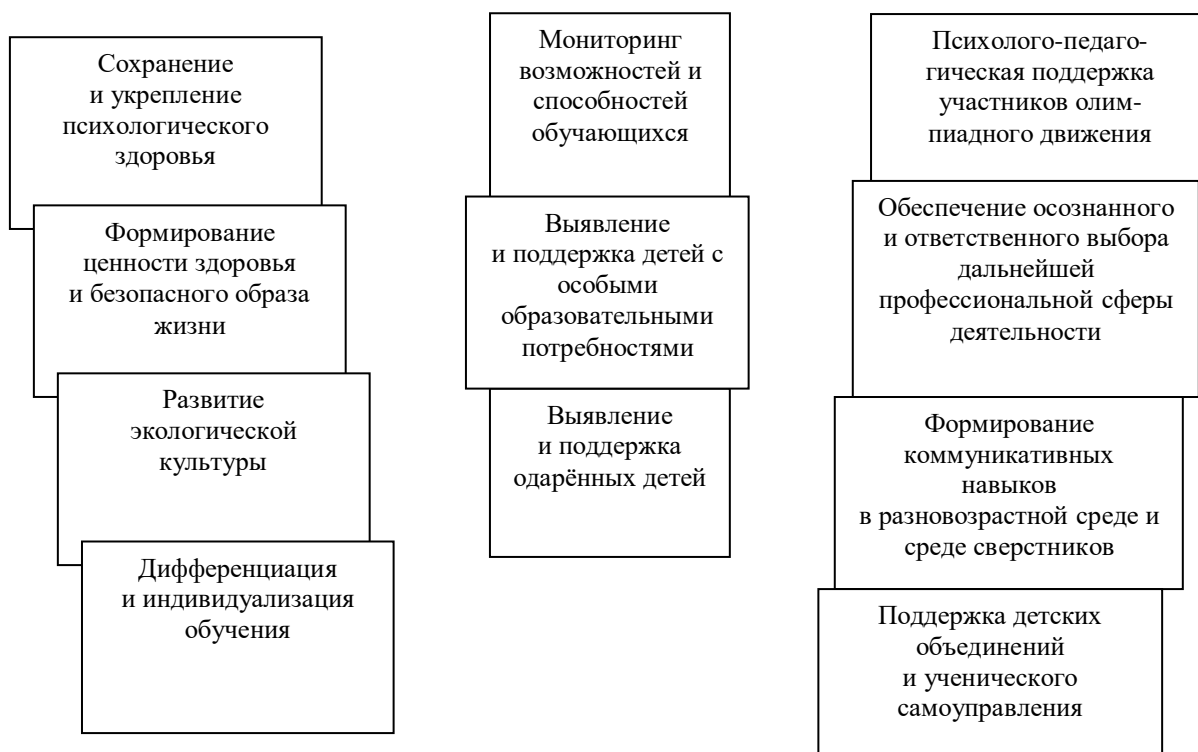 Сохранение
и укрепление
психологического
здоровья
Формирование
ценности здоровья
и безопасного образа
жизни
Развитие
экологической
культуры
Дифференциация
и индивидуализация
обучения
Мониторинг
возможностей и
способностей
обучающихся
Выявление
и поддержка детей с
особыми
образовательными
потребностями
Выявление
и поддержка
одарённых детей
Психолого-педаго-
гическая поддержка
участников олим-
пиадного движения
Обеспечение осознанного
и ответственного выбора
дальнейшей
профессиональной сферы
деятельности
Формирование
коммуникативных
навыков
в разновозрастной среде и
среде сверстников
Поддержка детских
объединений
и ученического
самоуправления